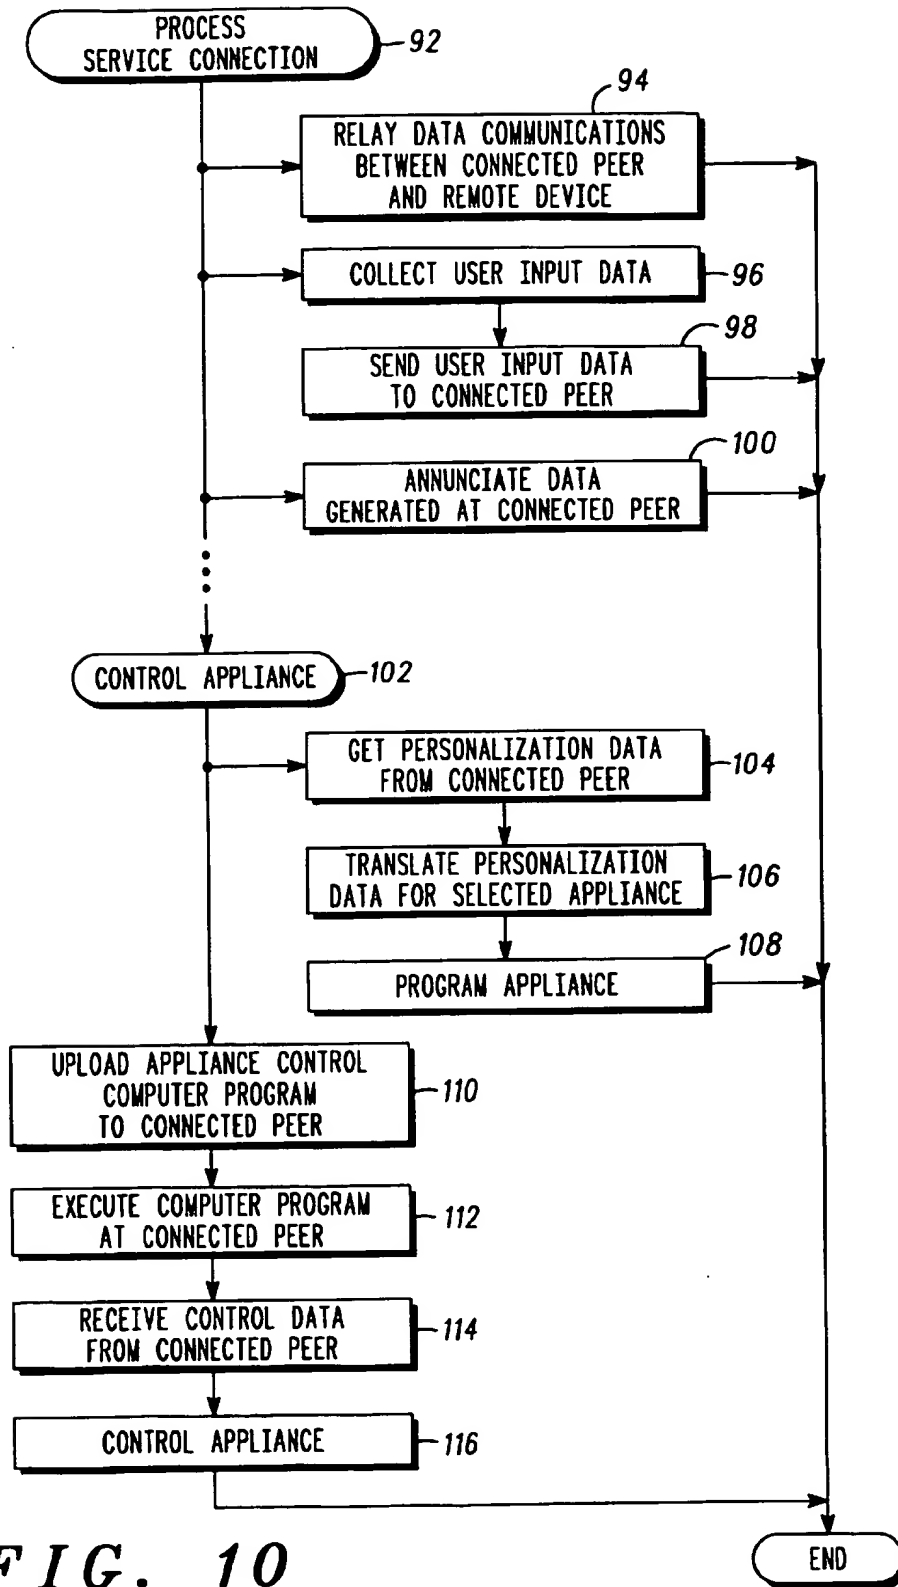 PROCESS
SERVICE CONNECTION
92
94
RELAY DATA COMMUNICATIONS
BETWEEN CONNECTED PEER
AND REMOTE DEVICE
COLLECT USER INPUT DATA
96
98
SEND USER INPUT DATA
TO CONNECTED PEER
100
ANNUNCIATE DATA
GENERATED AT CONNECTED PEER
CONTROL APPLIANCE
102
GET PERSONALIZATION DATA
FROM CONNECTED PEER
104
TRANSLATE PERSONALIZATION
DATA FOR SELECTED APPLIANCE
106
108
PROGRAM APPLIANCE
UPLOAD APPLIANCE CONTROL
COMPUTER PROGRAM
TO CONNECTED PEER
110
EXECUTE COMPUTER PROGRAM
AT CONNECTED PEER
112
RECEIVE CONTROL DATA
FROM CONNECTED PEER
114
CONTROL APPLIANCE
116
END
FIG. 10